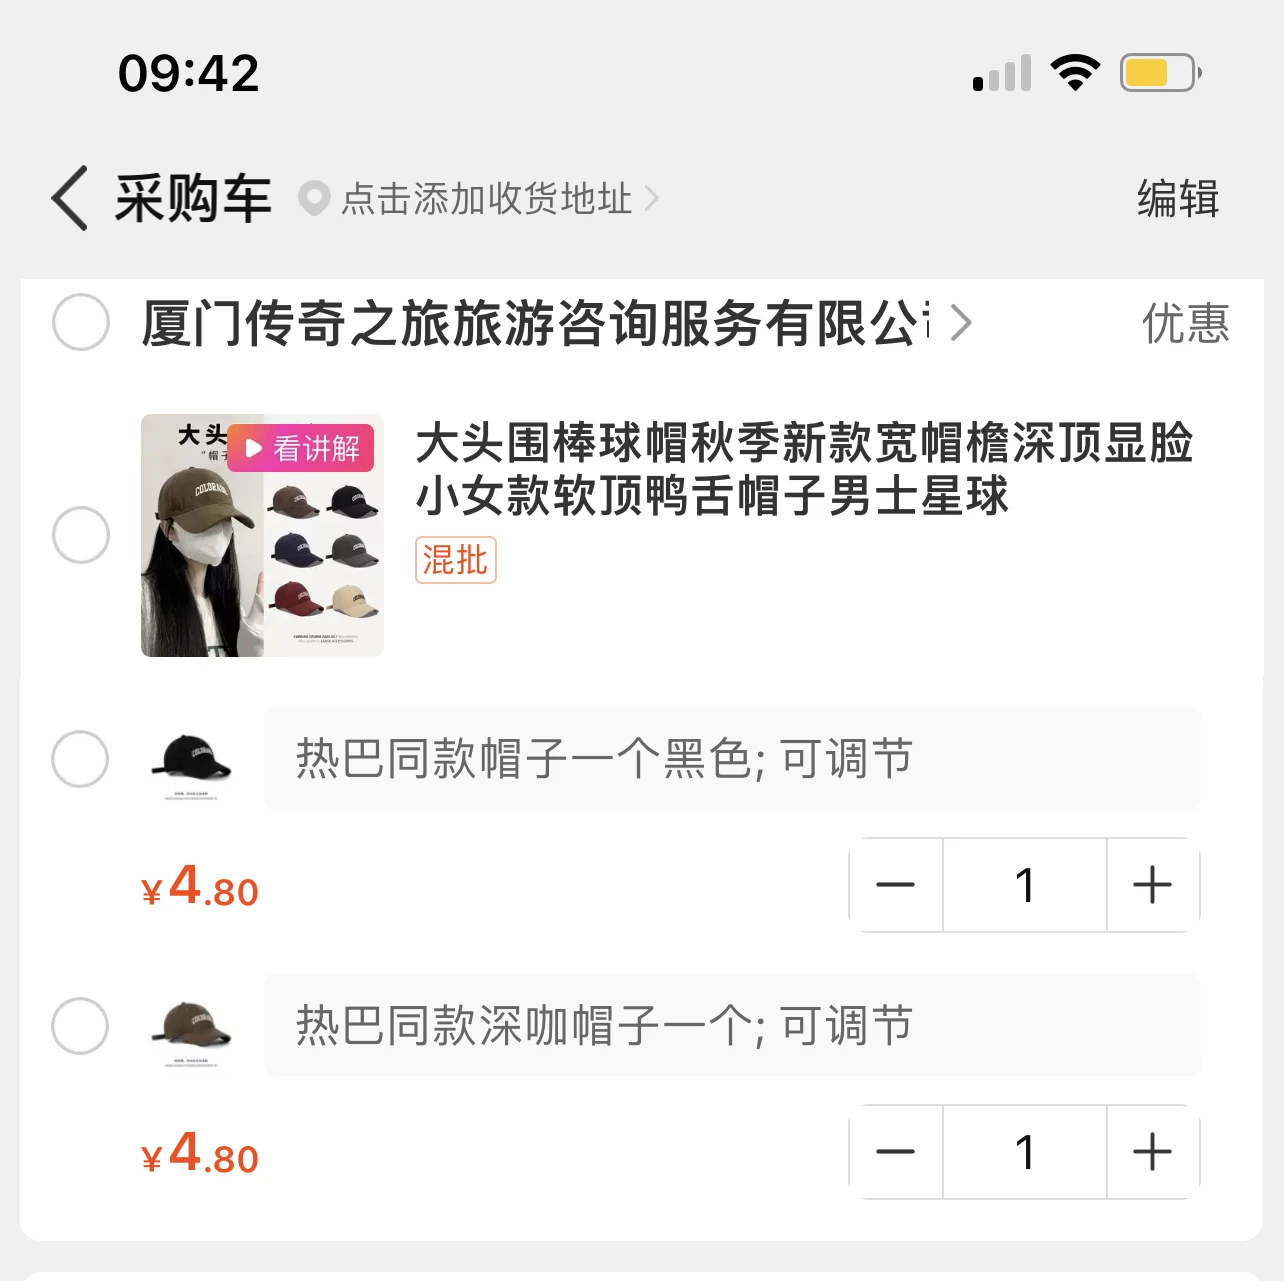 09:42
采购车 点击添加收货地址
编辑
厦门传奇之旅旅游咨询服务有限公
优惠
大头
看讲解
"帽子
COLORADO
大头围棒球帽秋季新款宽帽檐深顶显脸
小女款软顶鸭舌帽子男士星球
混批
热巴同款帽子一个黑色; 可调节
¥4.80
1
热巴同款深咖帽子一个; 可调节
¥4.80
1